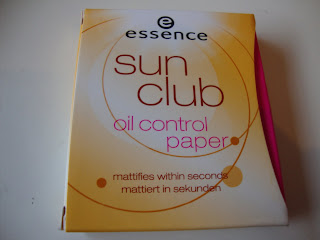 essence
sun
club
oil control
paper
mattifies within seconds
mattiert in sekunden